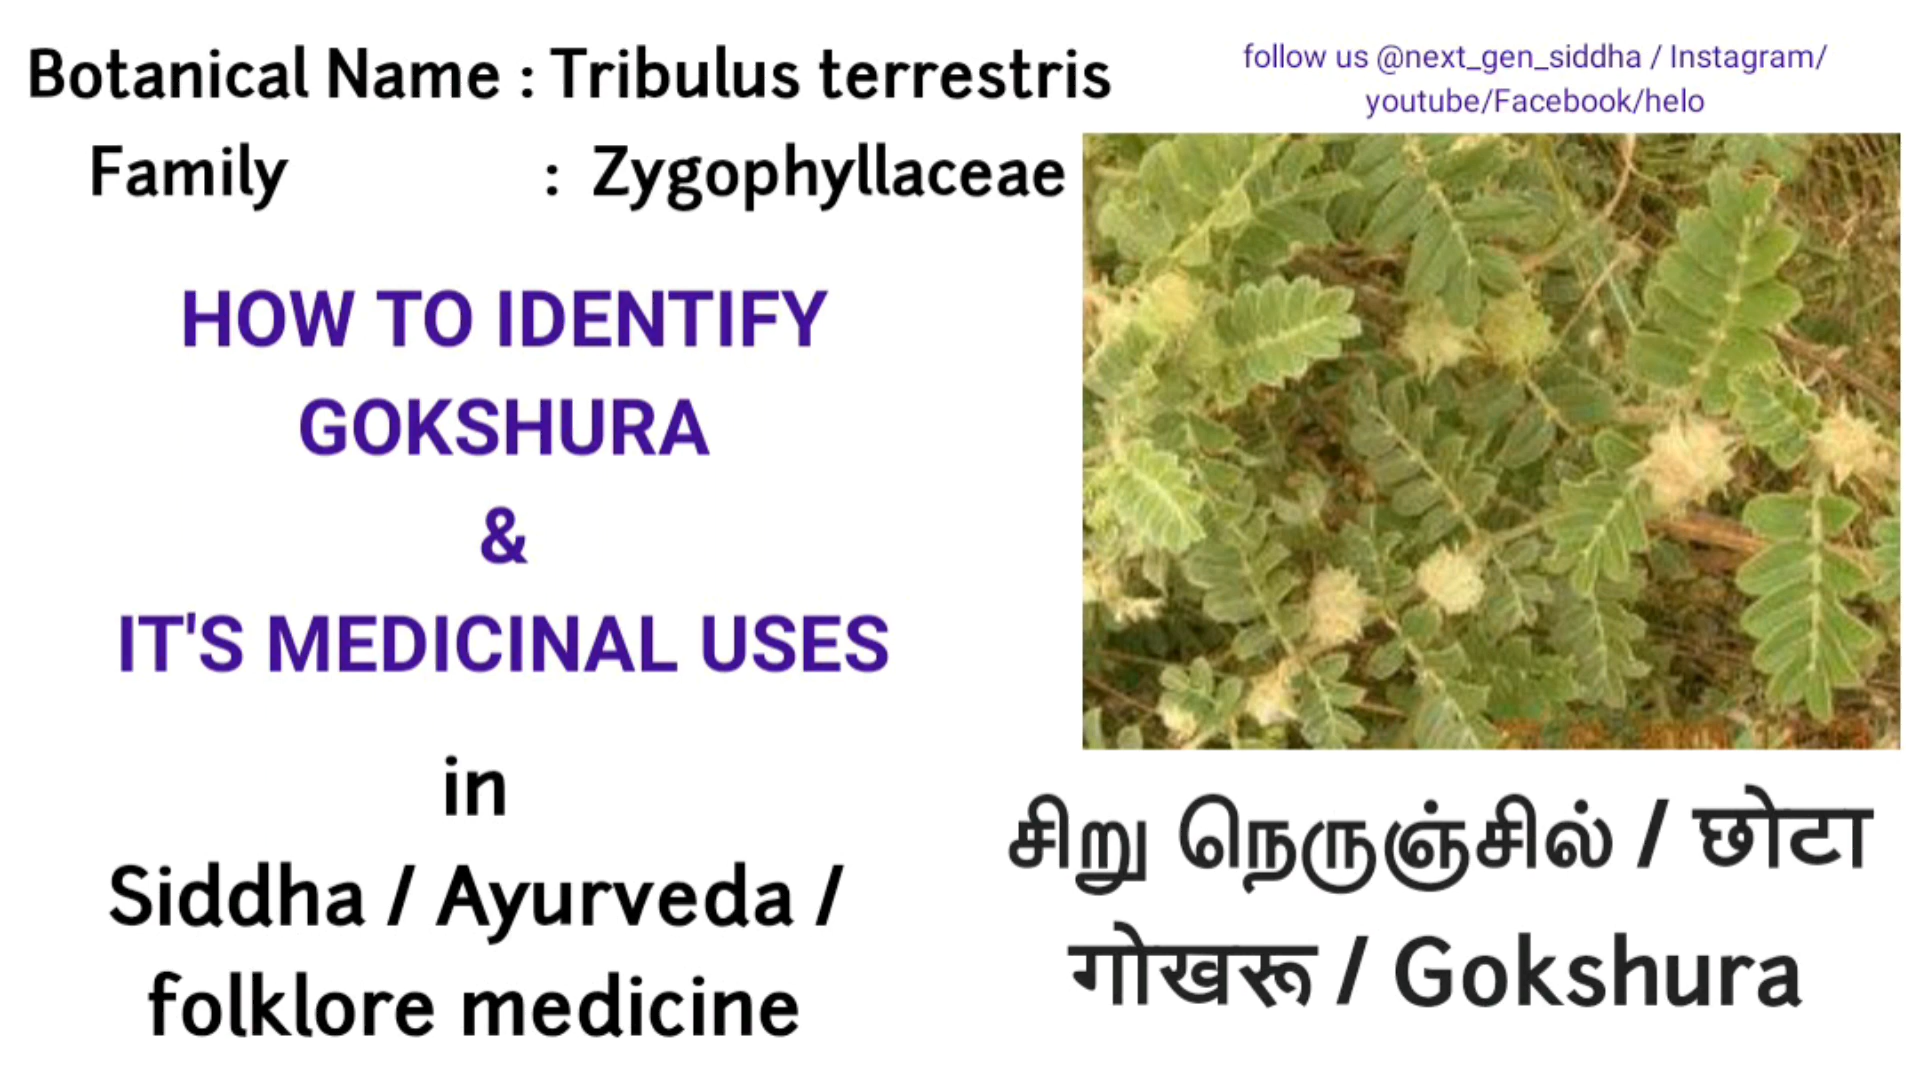 Botanical Name : Tribulus terrestris
Family : Zygophyllaceae
follow us @next_gen_siddha / Instagram/
youtube/Facebook/helo
HOW TO IDENTIFY
GOKSHURA
&
IT'S MEDICINAL USES
in
Siddha / Ayurveda /
folklore medicine
சிறு நெருஞ்சில் / छोटा
गोखरू / Gokshura